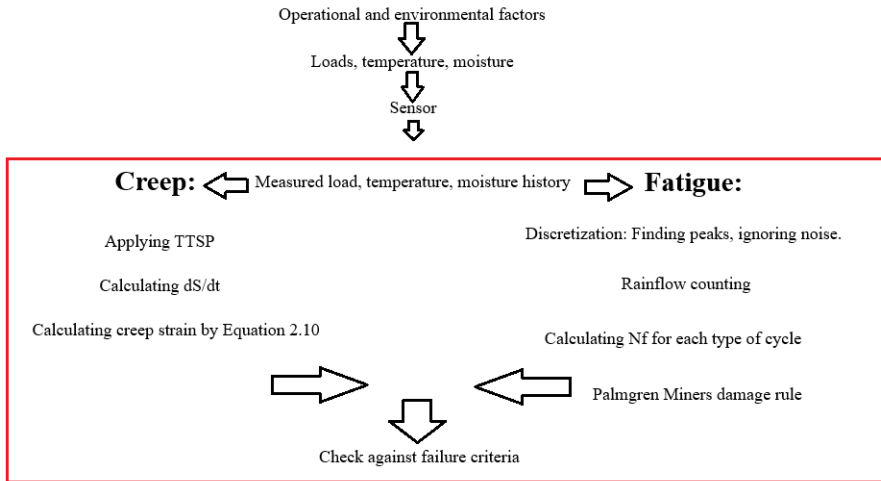 Operational and environmental factors
Loads, temperature, moisture
Sensor
Creep:
Measured load, temperature, moisture history
Fatigue:
Applying TTSP
Calculating dS/dt
Calculating creep strain by Equation 2.10
Discretization: Finding peaks, ignoring noise.
Rainflow counting
Calculating Nf for each type of cycle
Palmgren Miners damage rule
Check against failure criteria